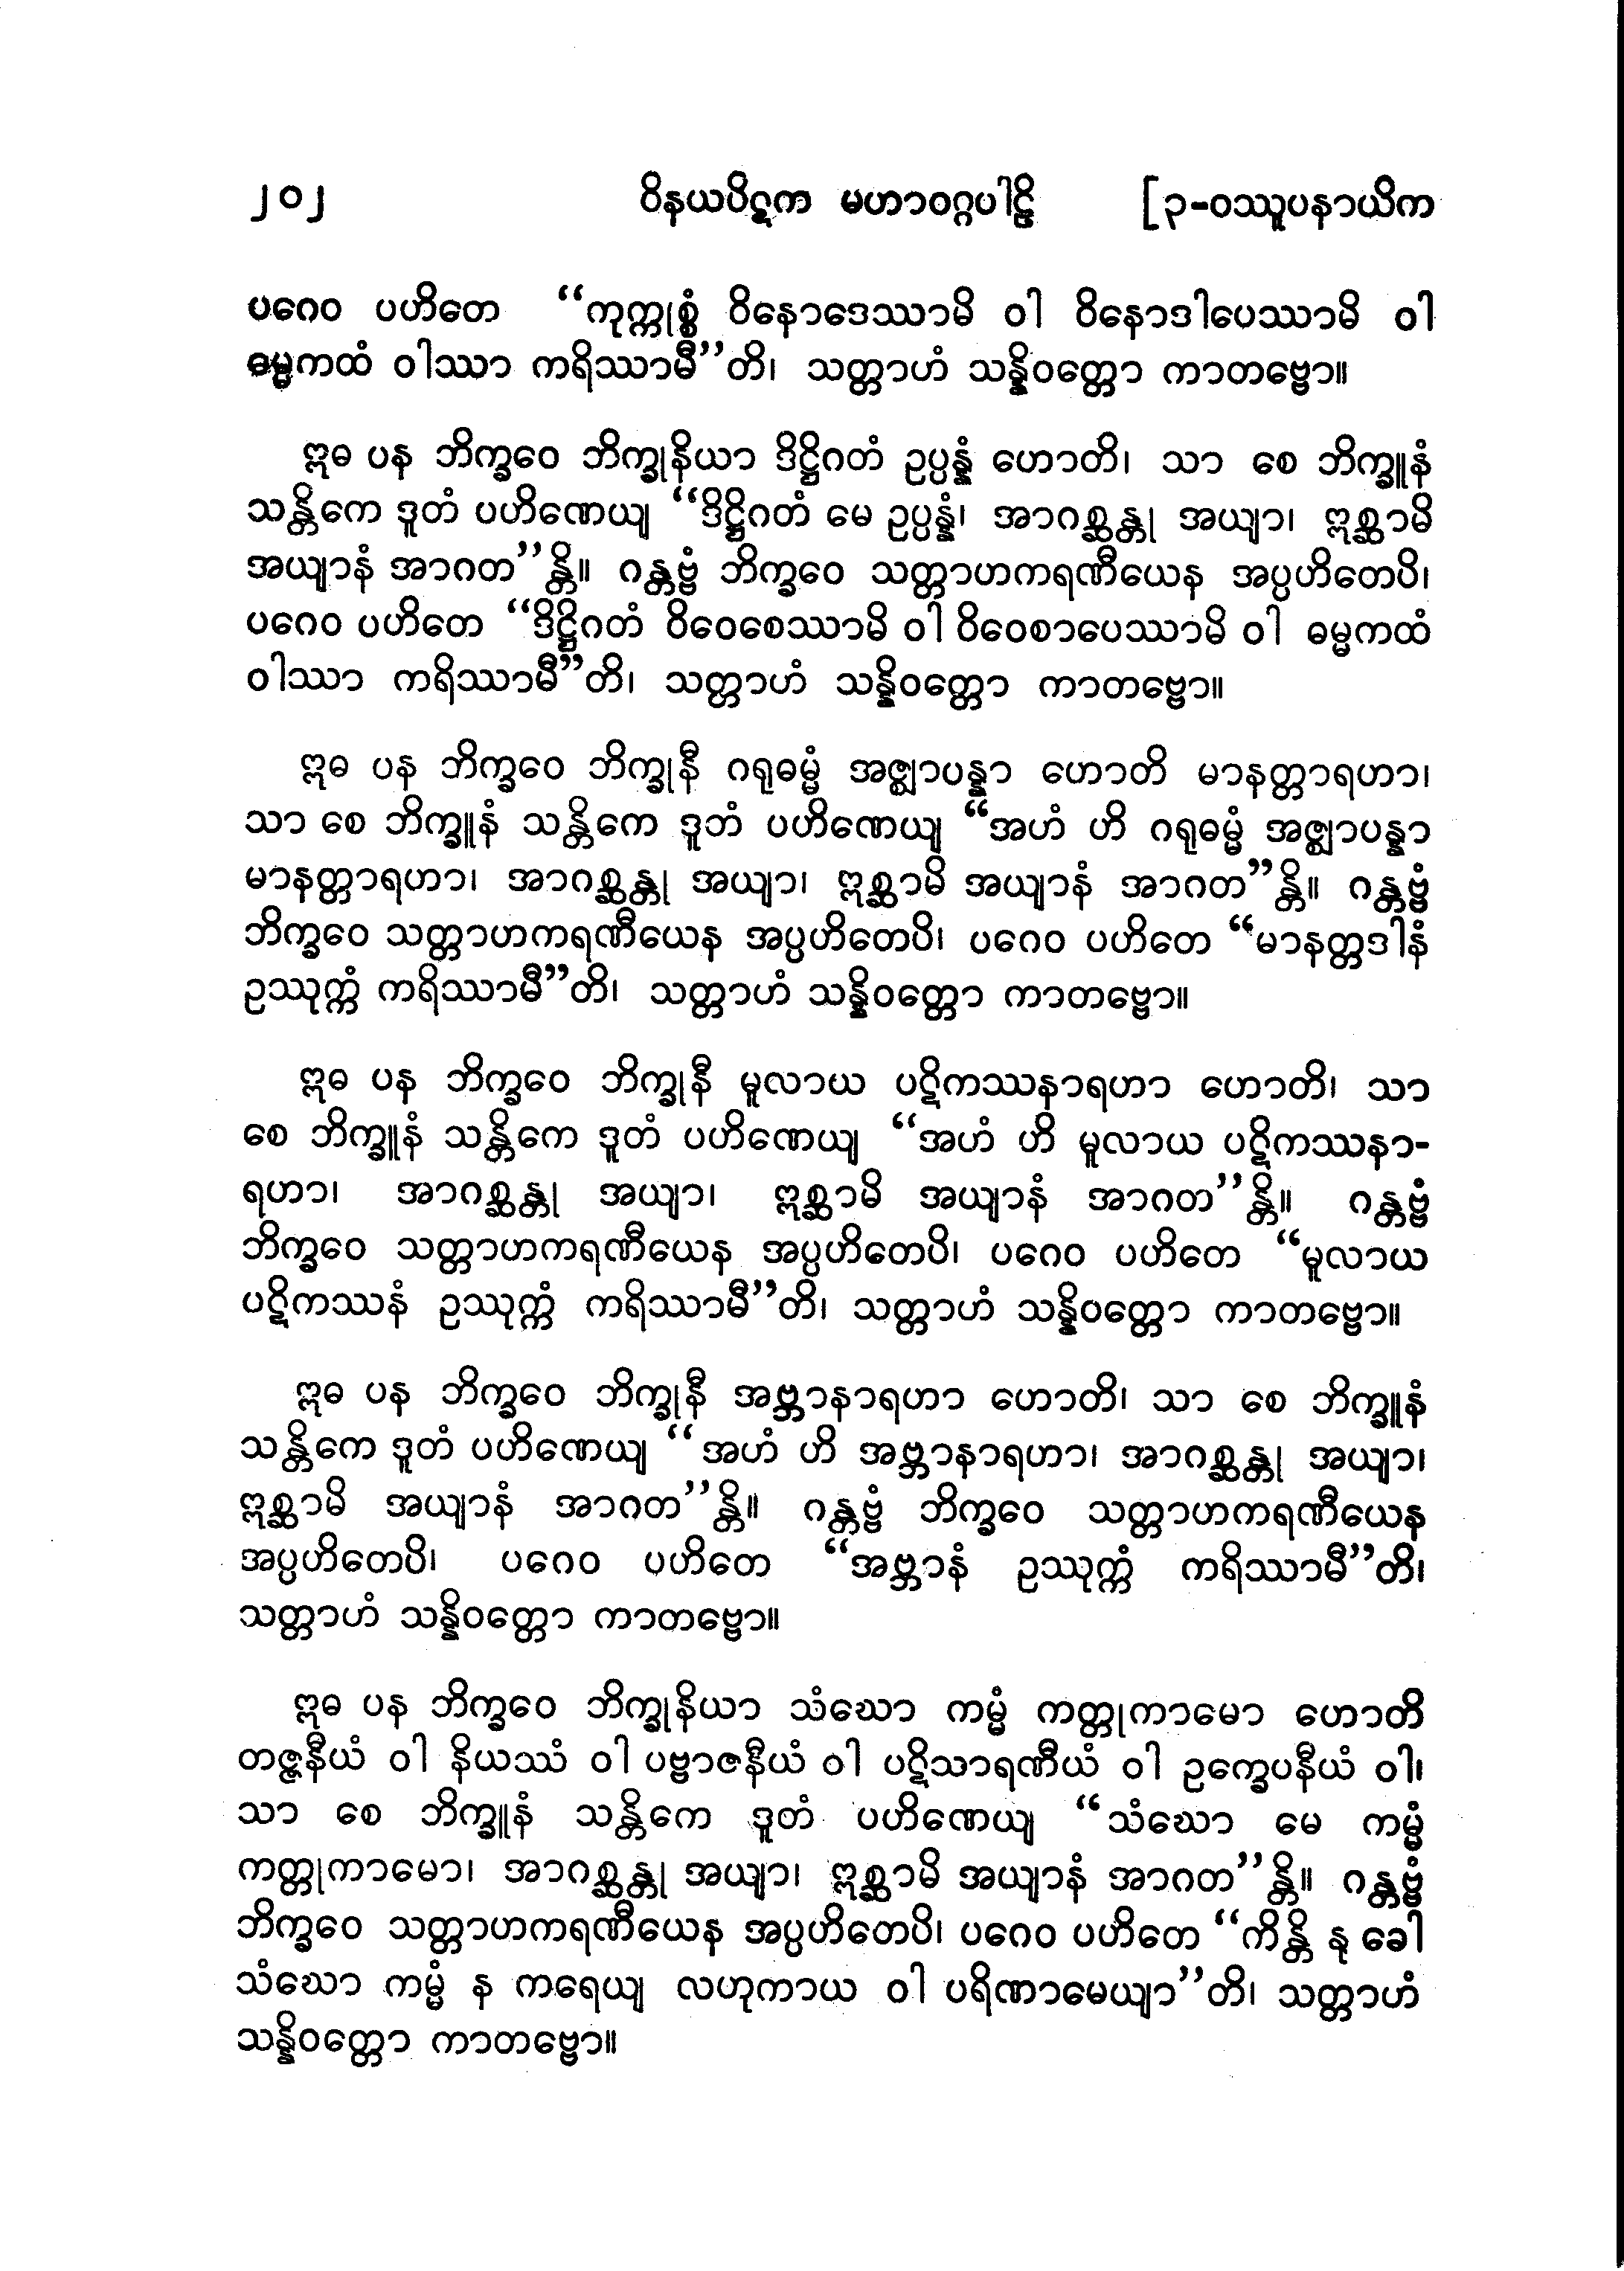 ၂၀၂ ဝိနယပိဋက မဟာဝဂ္ဂပါဠိ [၃-ဝဿူပနာယိက
ပဂေဝ ပဟိတေ “ကုက္ကုစ္စံ ဝိနောဒေဿာမိ ဝါ ဝိနောဒါပေဿာမိ ဝါ
ဓမ္မကထံ ဝါဿာ ကရိဿာမီ”တိ၊ သတ္တာဟံ သန္နိဝတ္တော ကာတဗ္ဗော။
ဣဓ ပန ဘိက္ခဝေ ဘိက္ခုနိယာ ဒိဋ္ဌိဂတံ ဥပ္ပန္နံ ဟောတိ၊ သာ စေ ဘိက္ခူနံ
သန္တိကေ ဒူတံ ပဟိဏေယျ “ဒိဋ္ဌိဂတံ မေ ဥပ္ပန္နံ၊ အာဂစ္ဆန္တု အယျာ၊ ဣစ္ဆာမိ
အယျာနံ အာဂတ”န္တိ။ ဂန္တဗ္ဗံ ဘိက္ခဝေ သတ္တာဟကရဏီယေန အပ္ပဟိတေပိ၊
ပဂေဝ ပဟိတေ “ဒိဋ္ဌိဂတံ ဝိဝေစေဿာမိ ဝါ ဝိဝေစာပေဿာမိ ဝါ ဓမ္မကထံ
ဝါဿာ ကရိဿာမီ”တိ၊ သတ္တာဟံ သန္နိဝတ္တော ကာတဗ္ဗော။
ဣဓ ပန ဘိက္ခဝေ ဘိက္ခုနီ ဂရုဓမ္မံ အဇ္ဈာပန္နာ ဟောတိ မာနတ္တာရဟာ၊
သာ စေ ဘိက္ခူနံ သန္တိကေ ဒူဘံ ပဟိဏေယျ “အဟံ ဟိ ဂရုဓမ္မံ အဇ္ဈာပန္နာ
မာနတ္တာရဟာ၊ အာဂစ္ဆန္တု အယျာ၊ ဣစ္ဆာမိ အယျာနံ အာဂတ”န္တိ။ ဂန္တဗ္ဗံ
ဘိက္ခဝေ သတ္တာဟကရဏီယေန အပ္ပဟိတေပိ၊ ပဂေဝ ပဟိတေ “မာနတ္တဒါနံ
ဥဿုက္ကံ ကရိဿာမီ”တိ၊ သတ္တာဟံ သန္နိဝတ္တော ကာတဗ္ဗော။
ဣဓ ပန ဘိက္ခဝေ ဘိက္ခုနီ မူလာယ ပဋိကဿနာရဟာ ဟောတိ၊ သာ
စေ ဘိက္ခူနံ သန္တိကေ ဒူတံ ပဟိဏေယျ “အဟံ ဟိ မူလာယ ပဋိကဿနာ-
ရဟာ၊ အာဂစ္ဆန္တု အယျာ၊ ဣစ္ဆာမိ အယျာနံ အာဂတ”န္တိ။ ဂန္တဗ္ဗံ
ဘိက္ခဝေ သတ္တာဟကရဏီယေန အပ္ပဟိတေပိ၊ ပဂေဝ ပဟိတေ “မူလာယ
ပဋိကဿနံ ဥဿုက္ကံ ကရိဿာမီ”တိ၊ သတ္တာဟံ သန္နိဝတ္တော ကာတဗ္ဗော။
ဣဓ ပန ဘိက္ခဝေ ဘိက္ခုနီ အဗ္ဘာနာရဟာ ဟောတိ၊ သာ စေ ဘိက္ခူနံ
သန္တိကေ ဒူတံ ပဟိဏေယျ “အဟံ ဟိ အဗ္ဘာနာရဟာ၊ အာဂစ္ဆန္တု အယျာ၊
ဣစ္ဆာမိ အယျာနံ အာဂတ”န္တိ။ ဂန္တဗ္ဗံ ဘိက္ခဝေ သတ္တာဟကရဏီယေန
အပ္ပဟိတေပိ၊ ပဂေဝ ပဟိတေ “အဗ္ဘာနံ ဥဿုက္ကံ ကရိဿာမီ”တိ၊
သတ္တာဟံ သန္နိဝတ္တော ကာတဗ္ဗော။
ဣဓ ပန ဘိက္ခဝေ ဘိက္ခုနိယာ သံဃော ကမ္မံ ကတ္တုကာမော ဟောတိ
တဇ္ဇနီယံ ဝါ နိယဿံ ဝါ ပဗ္ဗာဇနီယံ ဝါ ပဋိသာရဏီယံ ဝါ ဥက္ခေပနီယံ ဝါ၊
သာ စေ ဘိက္ခူနံ သန္တိကေ ဒူတံ ပဟိဏေယျ “သံဃော မေ ကမ္မံ
ကတ္တုကာမော၊ အာဂစ္ဆန္တု အယျာ၊ ဣစ္ဆာမိ အယျာနံ အာဂတ”န္တိ။ ဂန္တဗ္ဗံ
ဘိက္ခဝေ သတ္တာဟကရဏီယေန အပ္ပဟိတေပိ၊ ပဂေဝ ပဟိတေ “ကိန္တိ နု ခေါ
သံဃော ကမ္မံ န ကရေယျ လဟုကာယ ဝါ ပရိဏာမေယျာ”တိ၊ သတ္တာဟံ
သန္နိဝတ္တော ကာတဗ္ဗော။